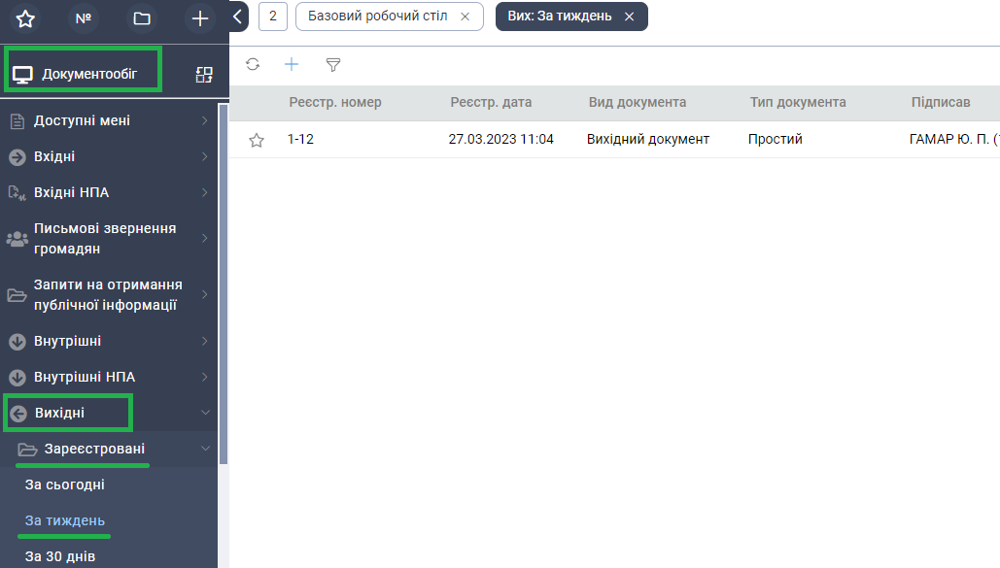 №
2
Базовий робочий стіл
Вих: За тиждень
Документообіг
Доступні мені
Вхідні
Вхідні НПА
Письмові звернення
громадян
Запити на отримання
публічної інформації
Внутрішні
Внутрішні НПА
Вихідні
Зареєстровані
За сьогодні
За тиждень
За 30 днів
Реєстр. номер Реєстр. дата Вид документа Тип документа Підписав
1-12 27.03.2023 11:04 Вихідний документ Простий ГАМАР Ю. П. (